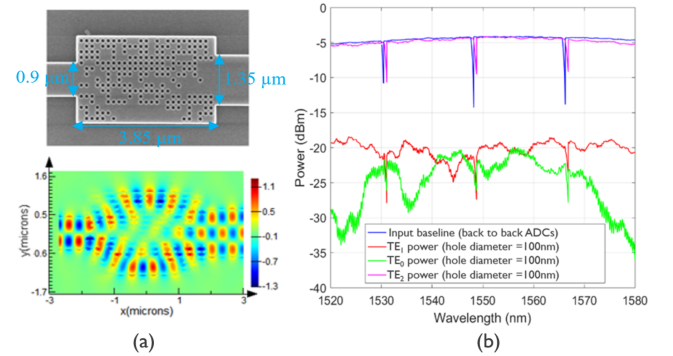 0.9 µm
1.35 µm
3.85 µm
1.6
0.5
-0.6
-1.7
y(microns)
-3
-1
1
3
x(microns)
1.1
0.5
-0.1
-0.7
-1.3
(a)
0
-5
-10
-15
-20
-25
-30
-35
-40
Power (dBm)
Input baseline (back to back ADCs)
TE1 power (hole diameter =100nm)
TE0 power (hole diameter =100nm)
TE2 power (hole diameter =100nm)
1520 1530 1540 1550 1560 1570 1580
Wavelength (nm)
(b)